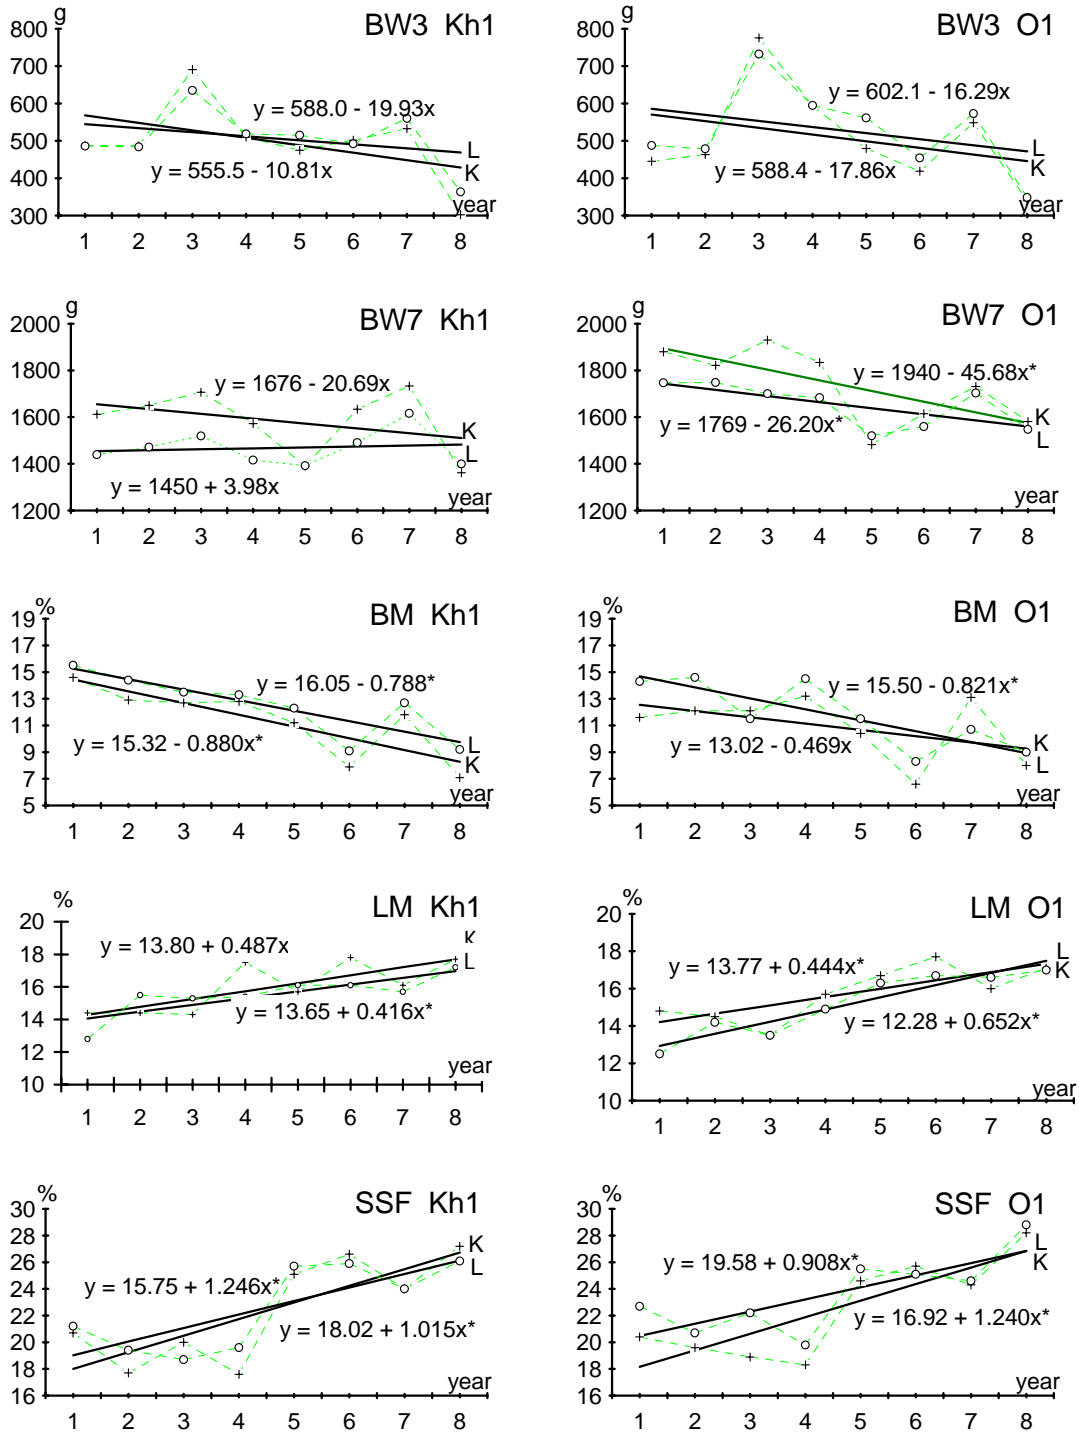 g
BW3 Kh1
800
700
600
500
400
300
y = 588.0 - 19.93x
y = 555.5 - 10.81x
L
K
year
1 2 3 4 5 6 7 8
g
BW3 O1
800
700
600
500
400
300
y = 602.1 - 16.29x
y = 588.4 - 17.86x
L
K
year
1 2 3 4 5 6 7 8
g
BW7 Kh1
2000
1800
1600
1400
1200
y = 1676 - 20.69x
y = 1450 + 3.98x
K
L
year
1 2 3 4 5 6 7 8
g
BW7 O1
2000
1800
1600
1400
1200
y = 1940 - 45.68x*
y = 1769 - 26.20x*
K
L
year
1 2 3 4 5 6 7 8
%
BM Kh1
19
17
15
13
11
9
7
5
y = 16.05 - 0.788*
y = 15.32 - 0.880x*
L
K
year
1 2 3 4 5 6 7 8
%
BM O1
19
17
15
13
11
9
7
5
y = 15.50 - 0.821x*
y = 13.02 - 0.469x
K
L
year
1 2 3 4 5 6 7 8
%
LM Kh1
20
18
16
14
12
10
y = 13.80 + 0.487x
y = 13.65 + 0.416x*
K
L
year
1 2 3 4 5 6 7 8
%
LM O1
20
18
16
14
12
10
y = 13.77 + 0.444x*
y = 12.28 + 0.652x*
L
K
year
1 2 3 4 5 6 7 8
%
SSF Kh1
30
28
26
24
22
20
18
16
y = 15.75 + 1.246x*
y = 18.02 + 1.015x*
K
L
year
1 2 3 4 5 6 7 8
%
SSF O1
30
28
26
24
22
20
18
16
y = 19.58 + 0.908x*
y = 16.92 + 1.240x*
L
K
year
1 2 3 4 5 6 7 8